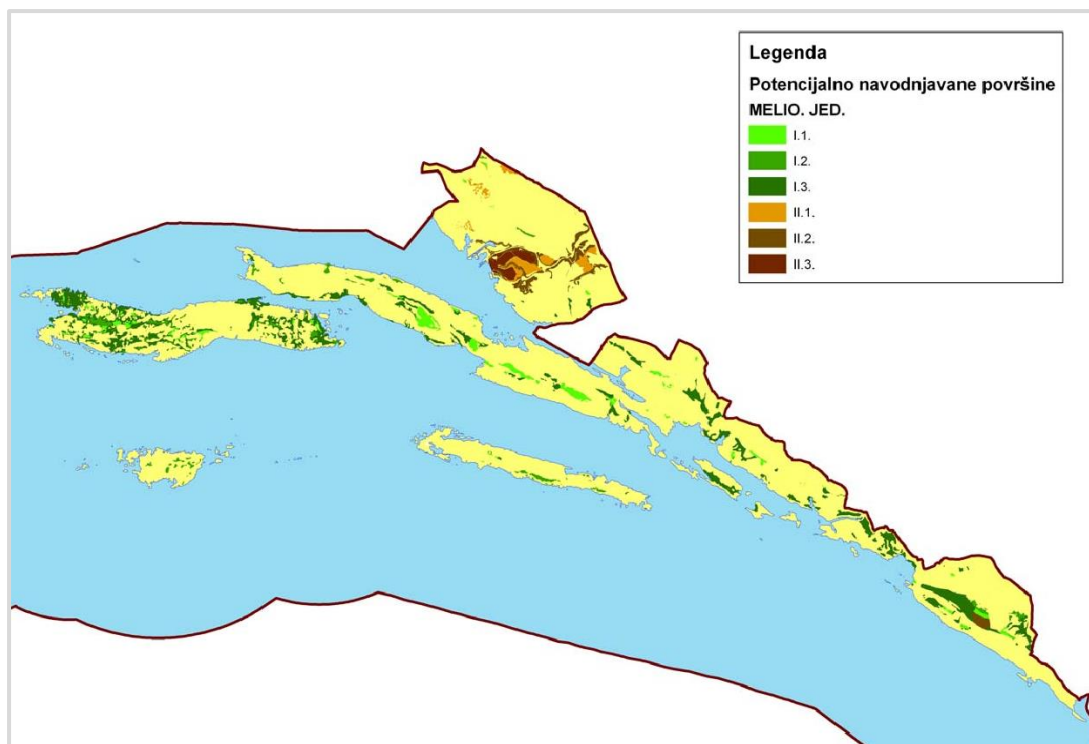 Legenda
Potencijalno navodnjavane površine
MELIO. JED.
I.1.
I.2.
I.3.
II.1.
II.2.
II.3.